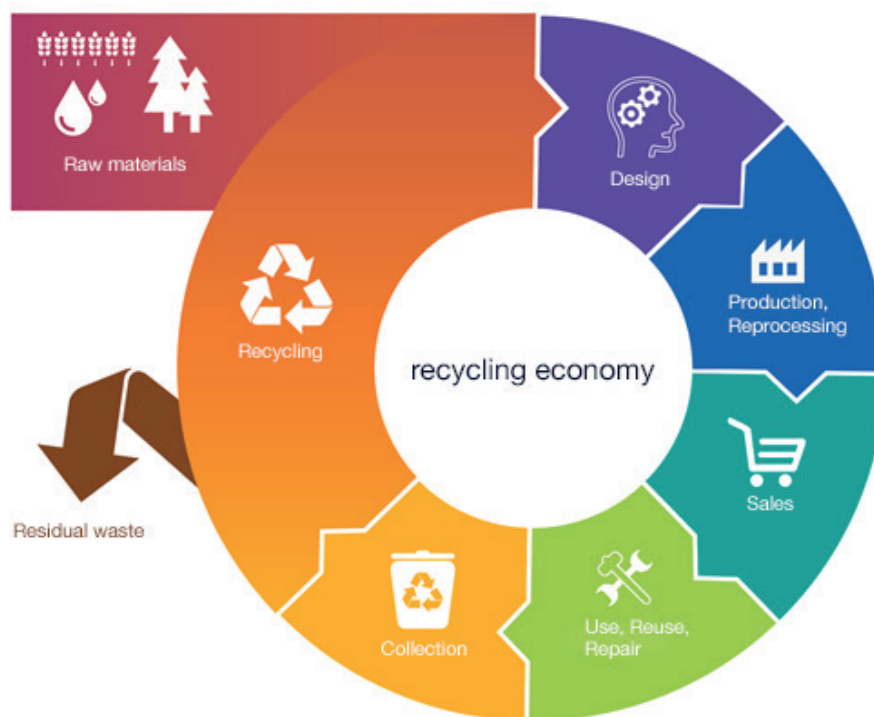 Raw materials
Design
Production,
Reprocessing
Sales
Use, Reuse,
Repair
Collection
Recycling
Residual waste
recycling economy